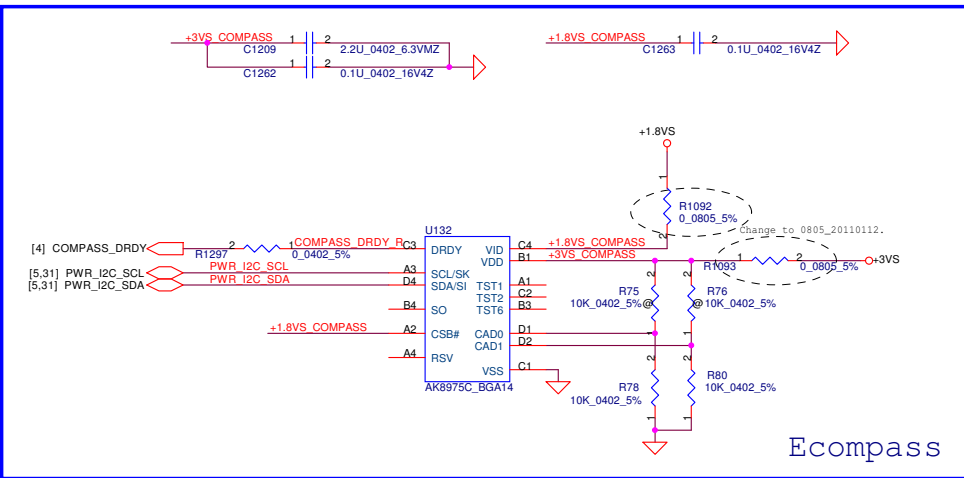 +3VS_COMPASS 1 2
C1209 2.2U_0402_6.3VMZ
1 2
C1262 0.1U_0402_16V4Z
+1.8VS_COMPASS 1 2
C1263 0.1U_0402_16V4Z
+1.8VS
1
R1092
0_0805_5%
2
Change to 0805_20110112.
U132
[4] COMPASS_DRDY 2 1 COMPASS_DRDY_R C3 DRDY
R1297 0_0402_5%
[5,31] PWR_I2C_SCL PWR_I2C_SCL A3 SCL/SK
[5,31] PWR_I2C_SDA PWR_I2C_SDA D4 SDA/SI
B4 SO
+1.8VS_COMPASS A2 CSB#
A4 RSV
VID C4 +1.8VS_COMPASS
VDD B1 +3VS_COMPASS
R1093 1 2 0_0805_5% +3VS
TST1 A1
TST2 C2
TST6 B3
CAD0 D1
CAD1 D2
VSS C1
AK8975C_BGA14
2 2
R75 R76
10K_0402_5%@ @10K_0402_5%
1 1
2 2
R78 R80
10K_0402_5% 10K_0402_5%
1 1
Ecompass